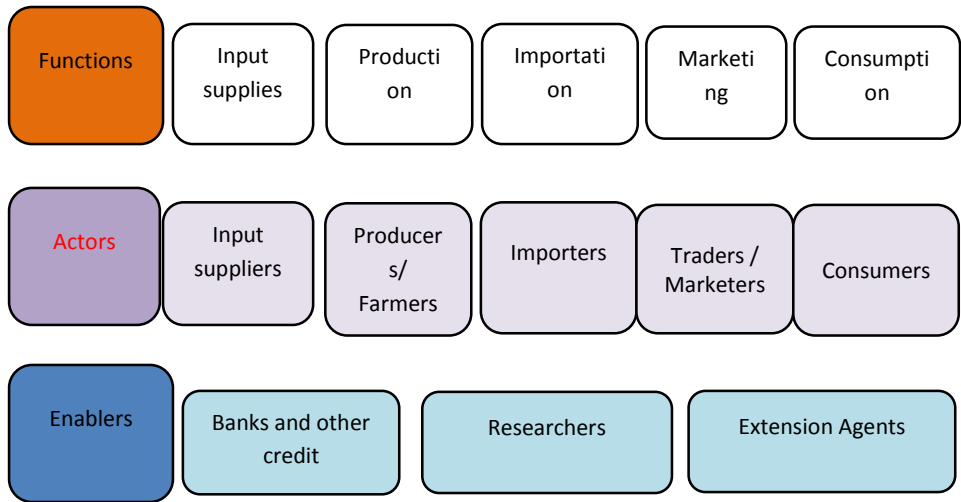 Functions
Input
supplies
Producti
on
Importati
on
Marketi
ng
Consumpti
on
Actors
Input
suppliers
Producer
s/
Farmers
Importers
Traders /
Marketers
Consumers
Enablers
Banks and other
credit
Researchers
Extension Agents